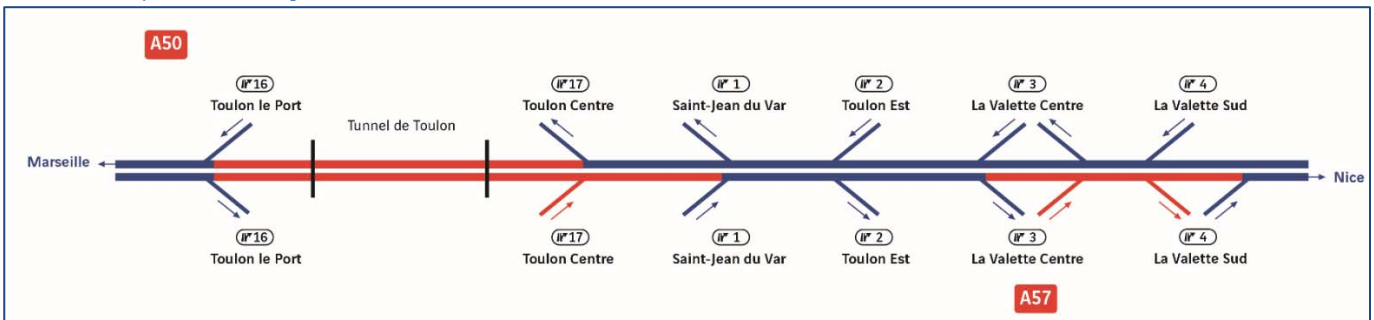 A50
16 17 1 2 3 4
Toulon le Port Toulon Centre Saint-Jean du Var Toulon Est La Valette Centre La Valette Sud
Tunnel de Toulon
Marseille
Nice
16 17 1 2 3 4
Toulon le Port Toulon Centre Saint-Jean du Var Toulon Est La Valette Centre La Valette Sud
A57